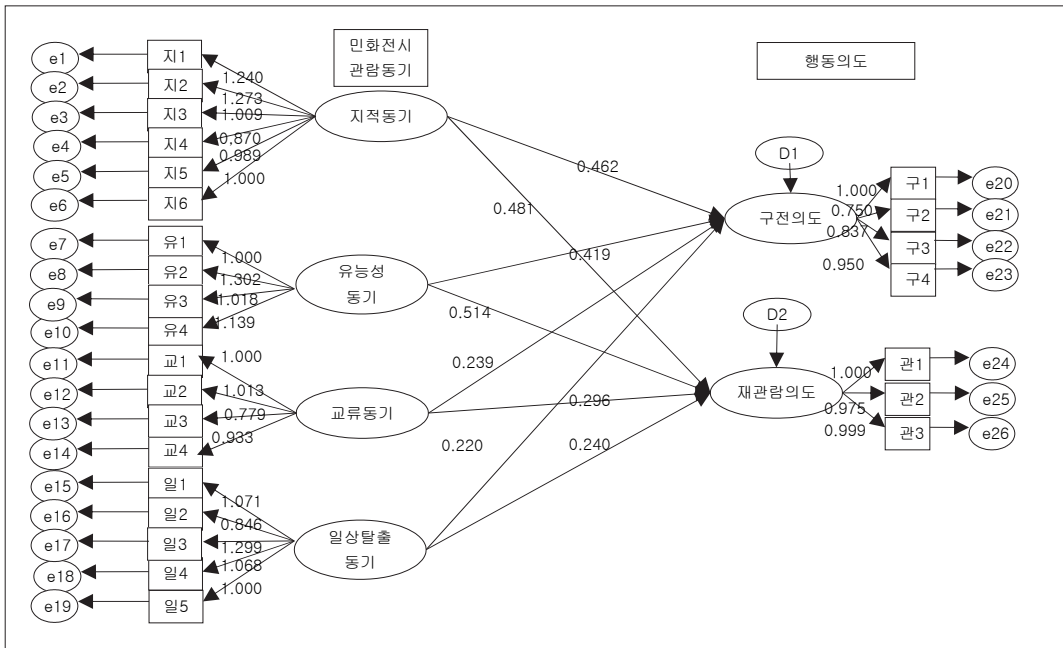 민화전시
관람동기
행동의도
e1
지1
e2
지2
e3
지3
e4
지4
e5
지5
e6
지6
1.240
1.273
1.009
0.870
0.989
1.000
지적동기
e7
유1
e8
유2
e9
유3
e10
유4
1.000
1.302
1.018
1.139
유능성
동기
e11
교1
e12
교2
e13
교3
e14
교4
1.000
1.013
0.779
0.933
교류동기
e15
일1
e16
일2
e17
일3
e18
일4
e19
일5
1.071
0.846
1.299
1.068
1.000
일상탈출
동기
0.462
0.481
0.419
0.514
0.239
0.296
0.220
0.240
D1
구전의도
1.000
0.750
0.837
0.950
구1
e20
구2
e21
구3
e22
구4
e23
D2
재관람의도
1.000
0.975
0.999
관1
e24
관2
e25
관3
e26